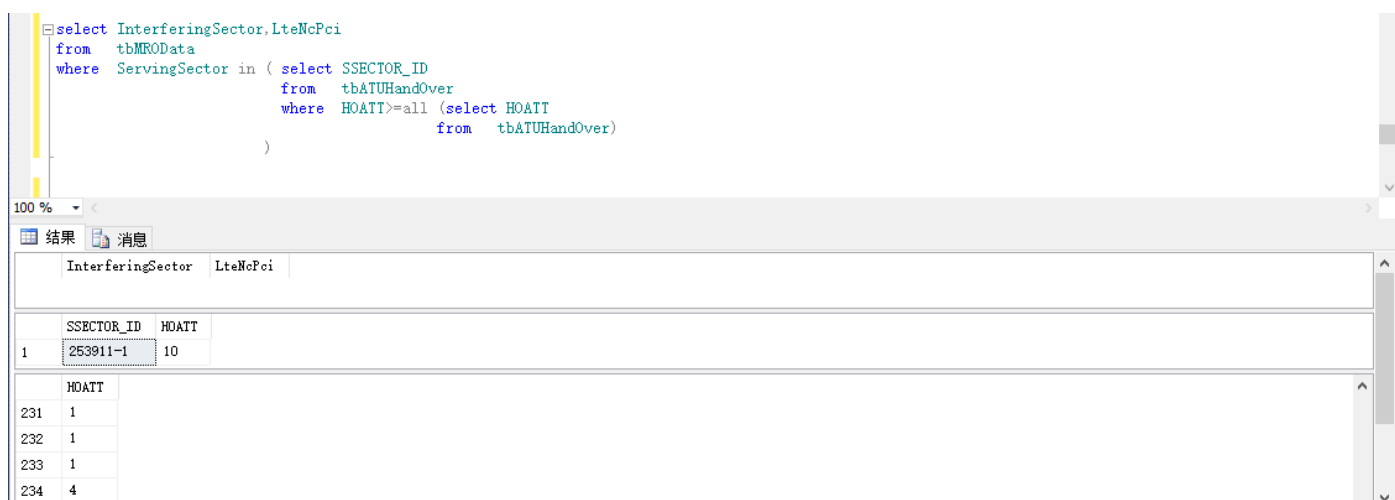 select InterferingSector,LteNcPci
from tbMROData
where ServingSector in ( select SSECTOR_ID
from tbATUHandOver
where HOATT>=all (select HOATT
from tbATUHandOver)
)
100 %
结果 消息
InterferingSector LteNcPci
SSECTOR_ID HOATT
1 253911-1 10
HOATT
231 1
232 1
233 1
234 4